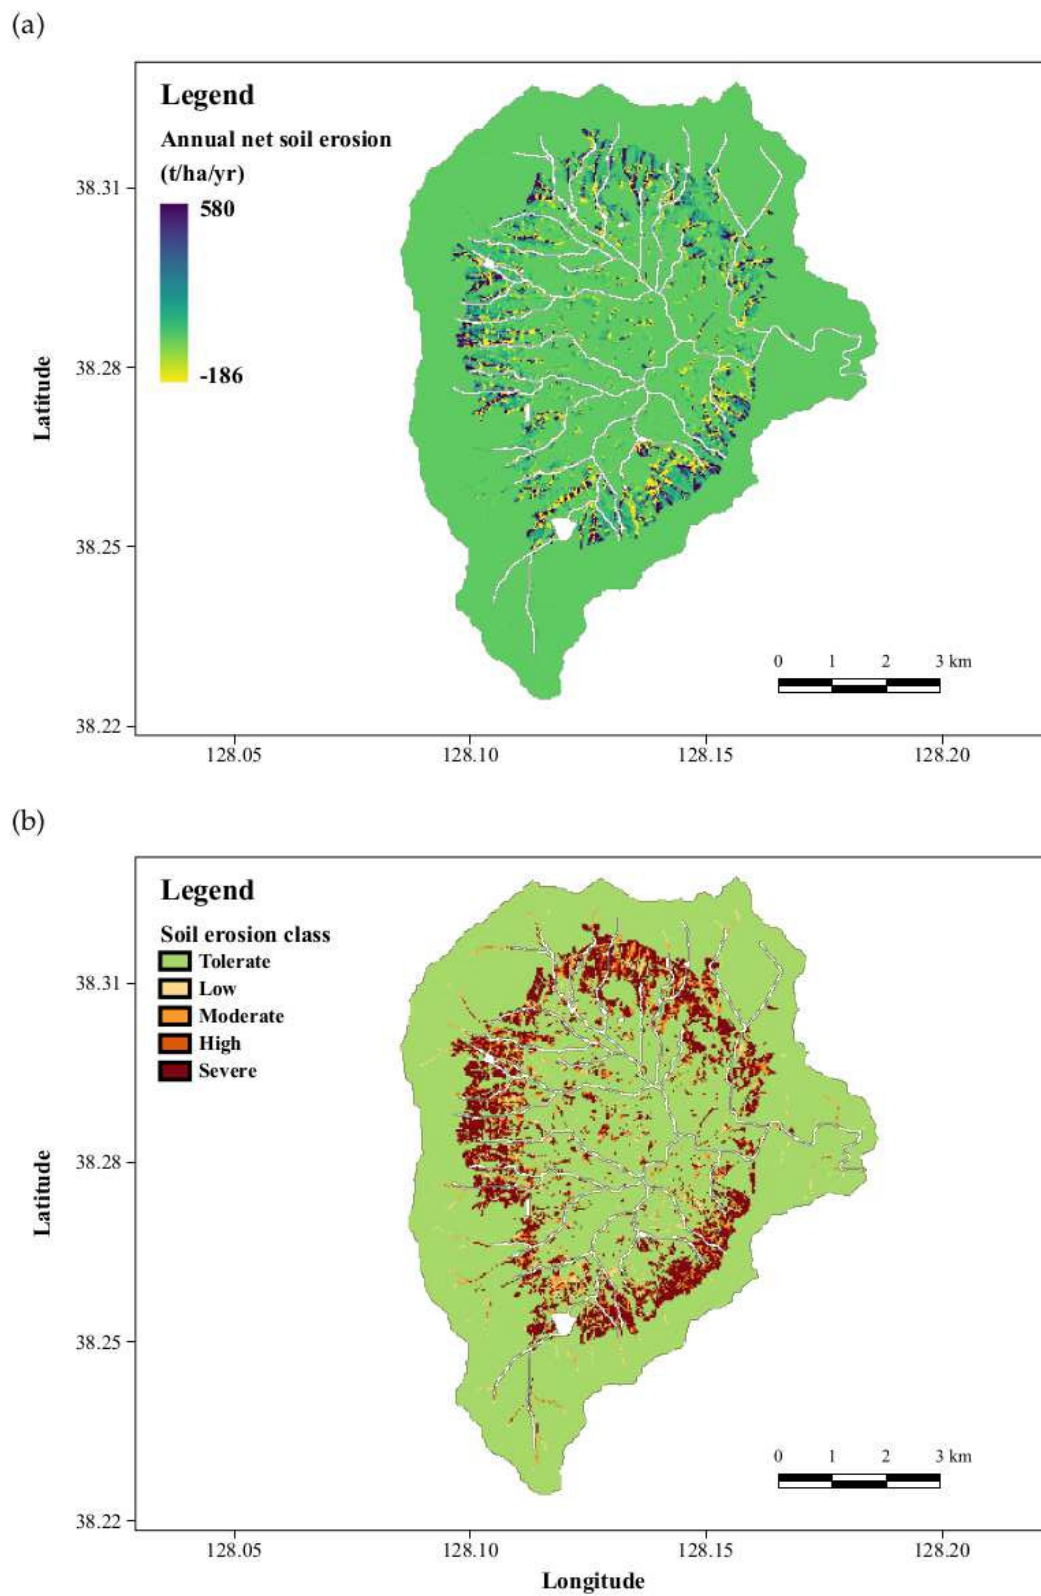 (a)
Legend
Annual net soil erosion
(t/ha/yr)
580
-186
38.31
38.28
38.25
38.22
Latitude
0 1 2 3 km
128.05 128.10 128.15 128.20
(b)
Legend
Soil erosion class
Tolerate
Low
Moderate
High
Severe
38.31
38.28
38.25
38.22
Latitude
0 1 2 3 km
128.05 128.10 128.15 128.20
Longitude